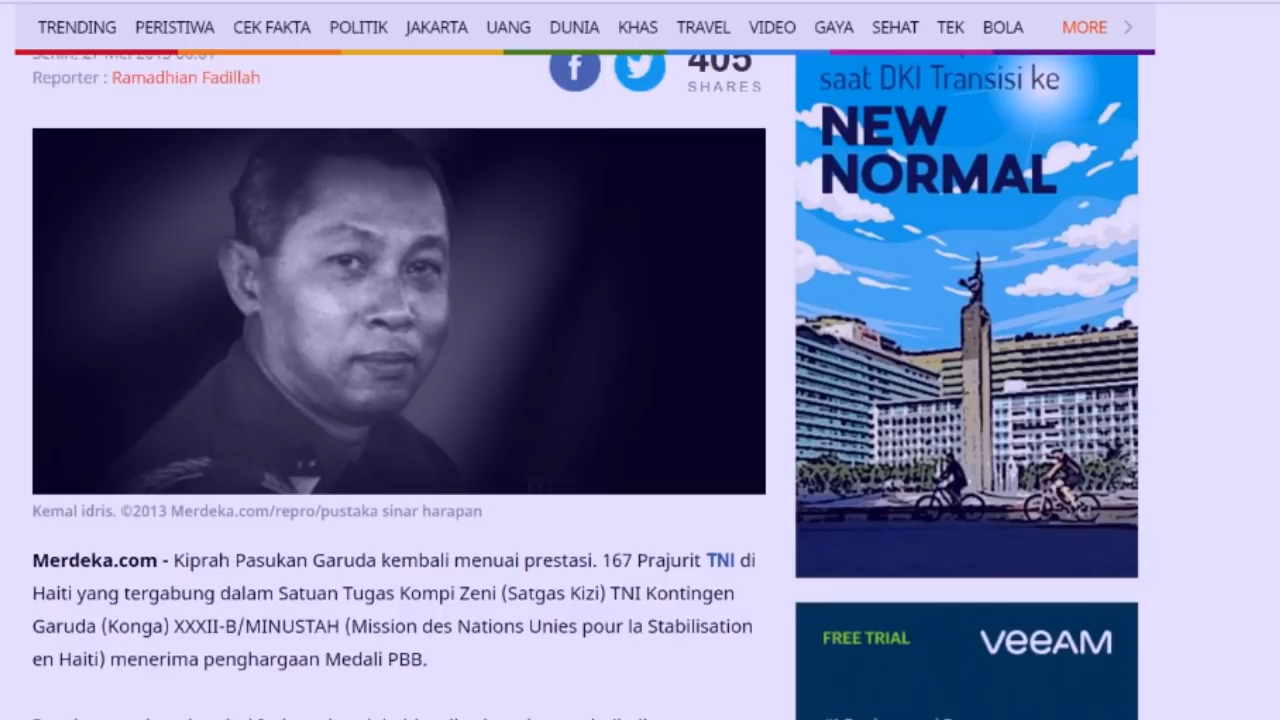 TRENDING PERISTIWA CEK FAKTA POLITIK JAKARTA UANG DUNIA KHAS TRAVEL VIDEO GAYA SEHAT TEK BOLA MORE
Reporter : Ramadhian Fadillah
405
SHARES
Kemal idris. ©2013 Merdeka.com/repro/pustaka sinar harapan
Merdeka.com - Kiprah Pasukan Garuda kembali menuai prestasi. 167 Prajurit TNI di
Haiti yang tergabung dalam Satuan Tugas Kompi Zeni (Satgas Kizi) TNI Kontingen
Garuda (Konga) XXXII-B/MINUSTAH (Mission des Nations Unies pour la Stabilisation
en Haiti) menerima penghargaan Medali PBB.
saat DKI Transisi ke
NEW
NORMAL
FREE TRIAL
veeAM